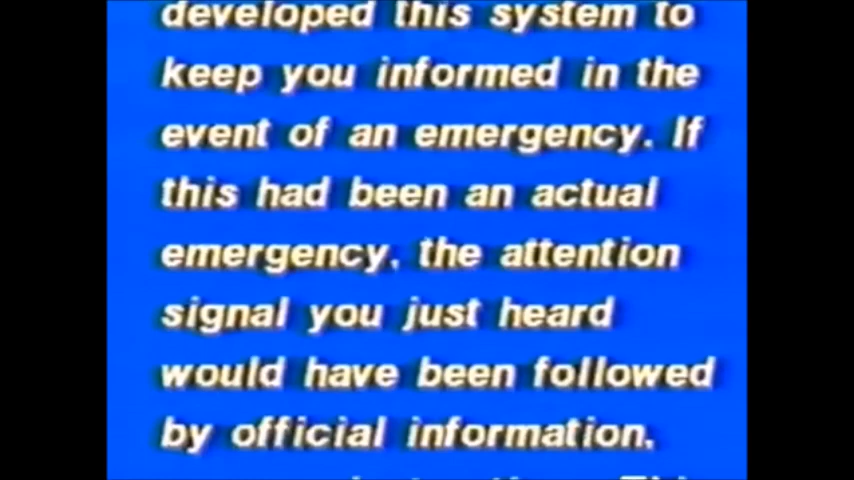 developed this system to
keep you informed in the
event of an emergency. If
this had been an actual
emergency, the attention
signal you just heard
would have been followed
by official information,